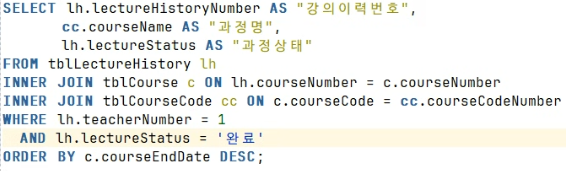 SELECT lh.lectureHistoryNumber AS "강의이력번호",
cc.courseName AS "과정명",
lh.lectureStatus AS "과정상태"
FROM tblLectureHistory lh
INNER JOIN tblCourse c ON lh.courseNumber = c.courseNumber
INNER JOIN tblCourseCode cc ON c.courseCode = cc.courseCodeNumber
WHERE lh.teacherNumber = 1
AND lh.lectureStatus = '완료'
ORDER BY c.courseEndDate DESC;